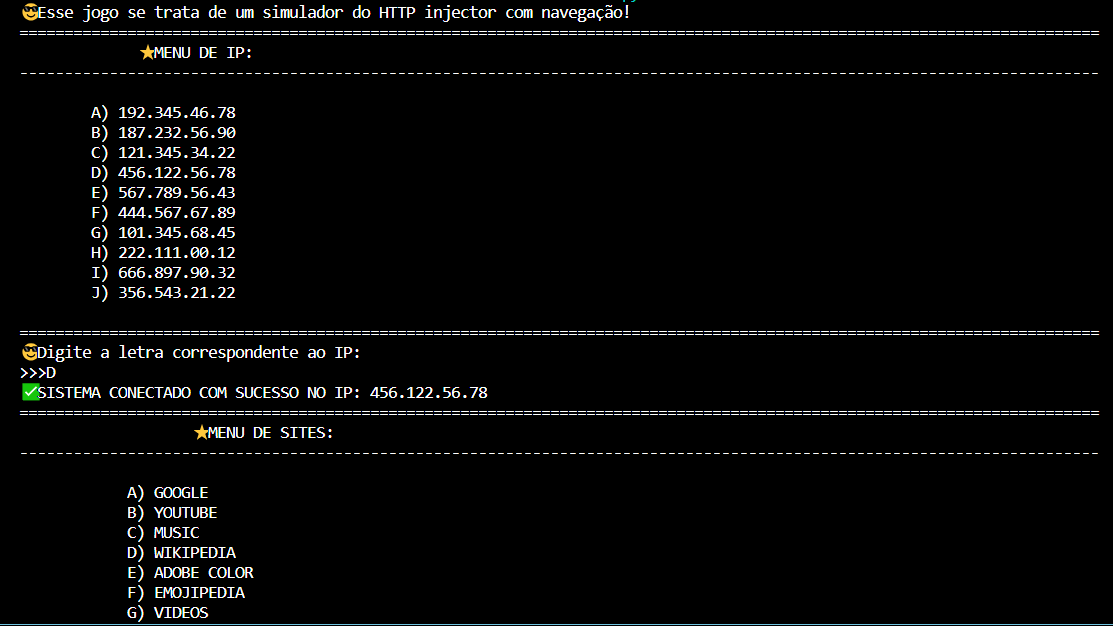 😎Esse jogo se trata de um simulador do HTTP injector com navegação!
========================================================================================================================
⭐MENU DE IP:
------------------------------------------------------------------------------------------------------------------------
A) 192.345.46.78
B) 187.232.56.90
C) 121.345.34.22
D) 456.122.56.78
E) 567.789.56.43
F) 444.567.67.89
G) 101.345.68.45
H) 222.111.00.12
I) 666.897.90.32
J) 356.543.21.22
========================================================================================================================
😎Digite a letra correspondente ao IP:
>>>D
✅SISTEMA CONECTADO COM SUCESSO NO IP: 456.122.56.78
========================================================================================================================
⭐MENU DE SITES:
------------------------------------------------------------------------------------------------------------------------
A) GOOGLE
B) YOUTUBE
C) MUSIC
D) WIKIPEDIA
E) ADOBE COLOR
F) EMOJIPEDIA
G) VIDEOS